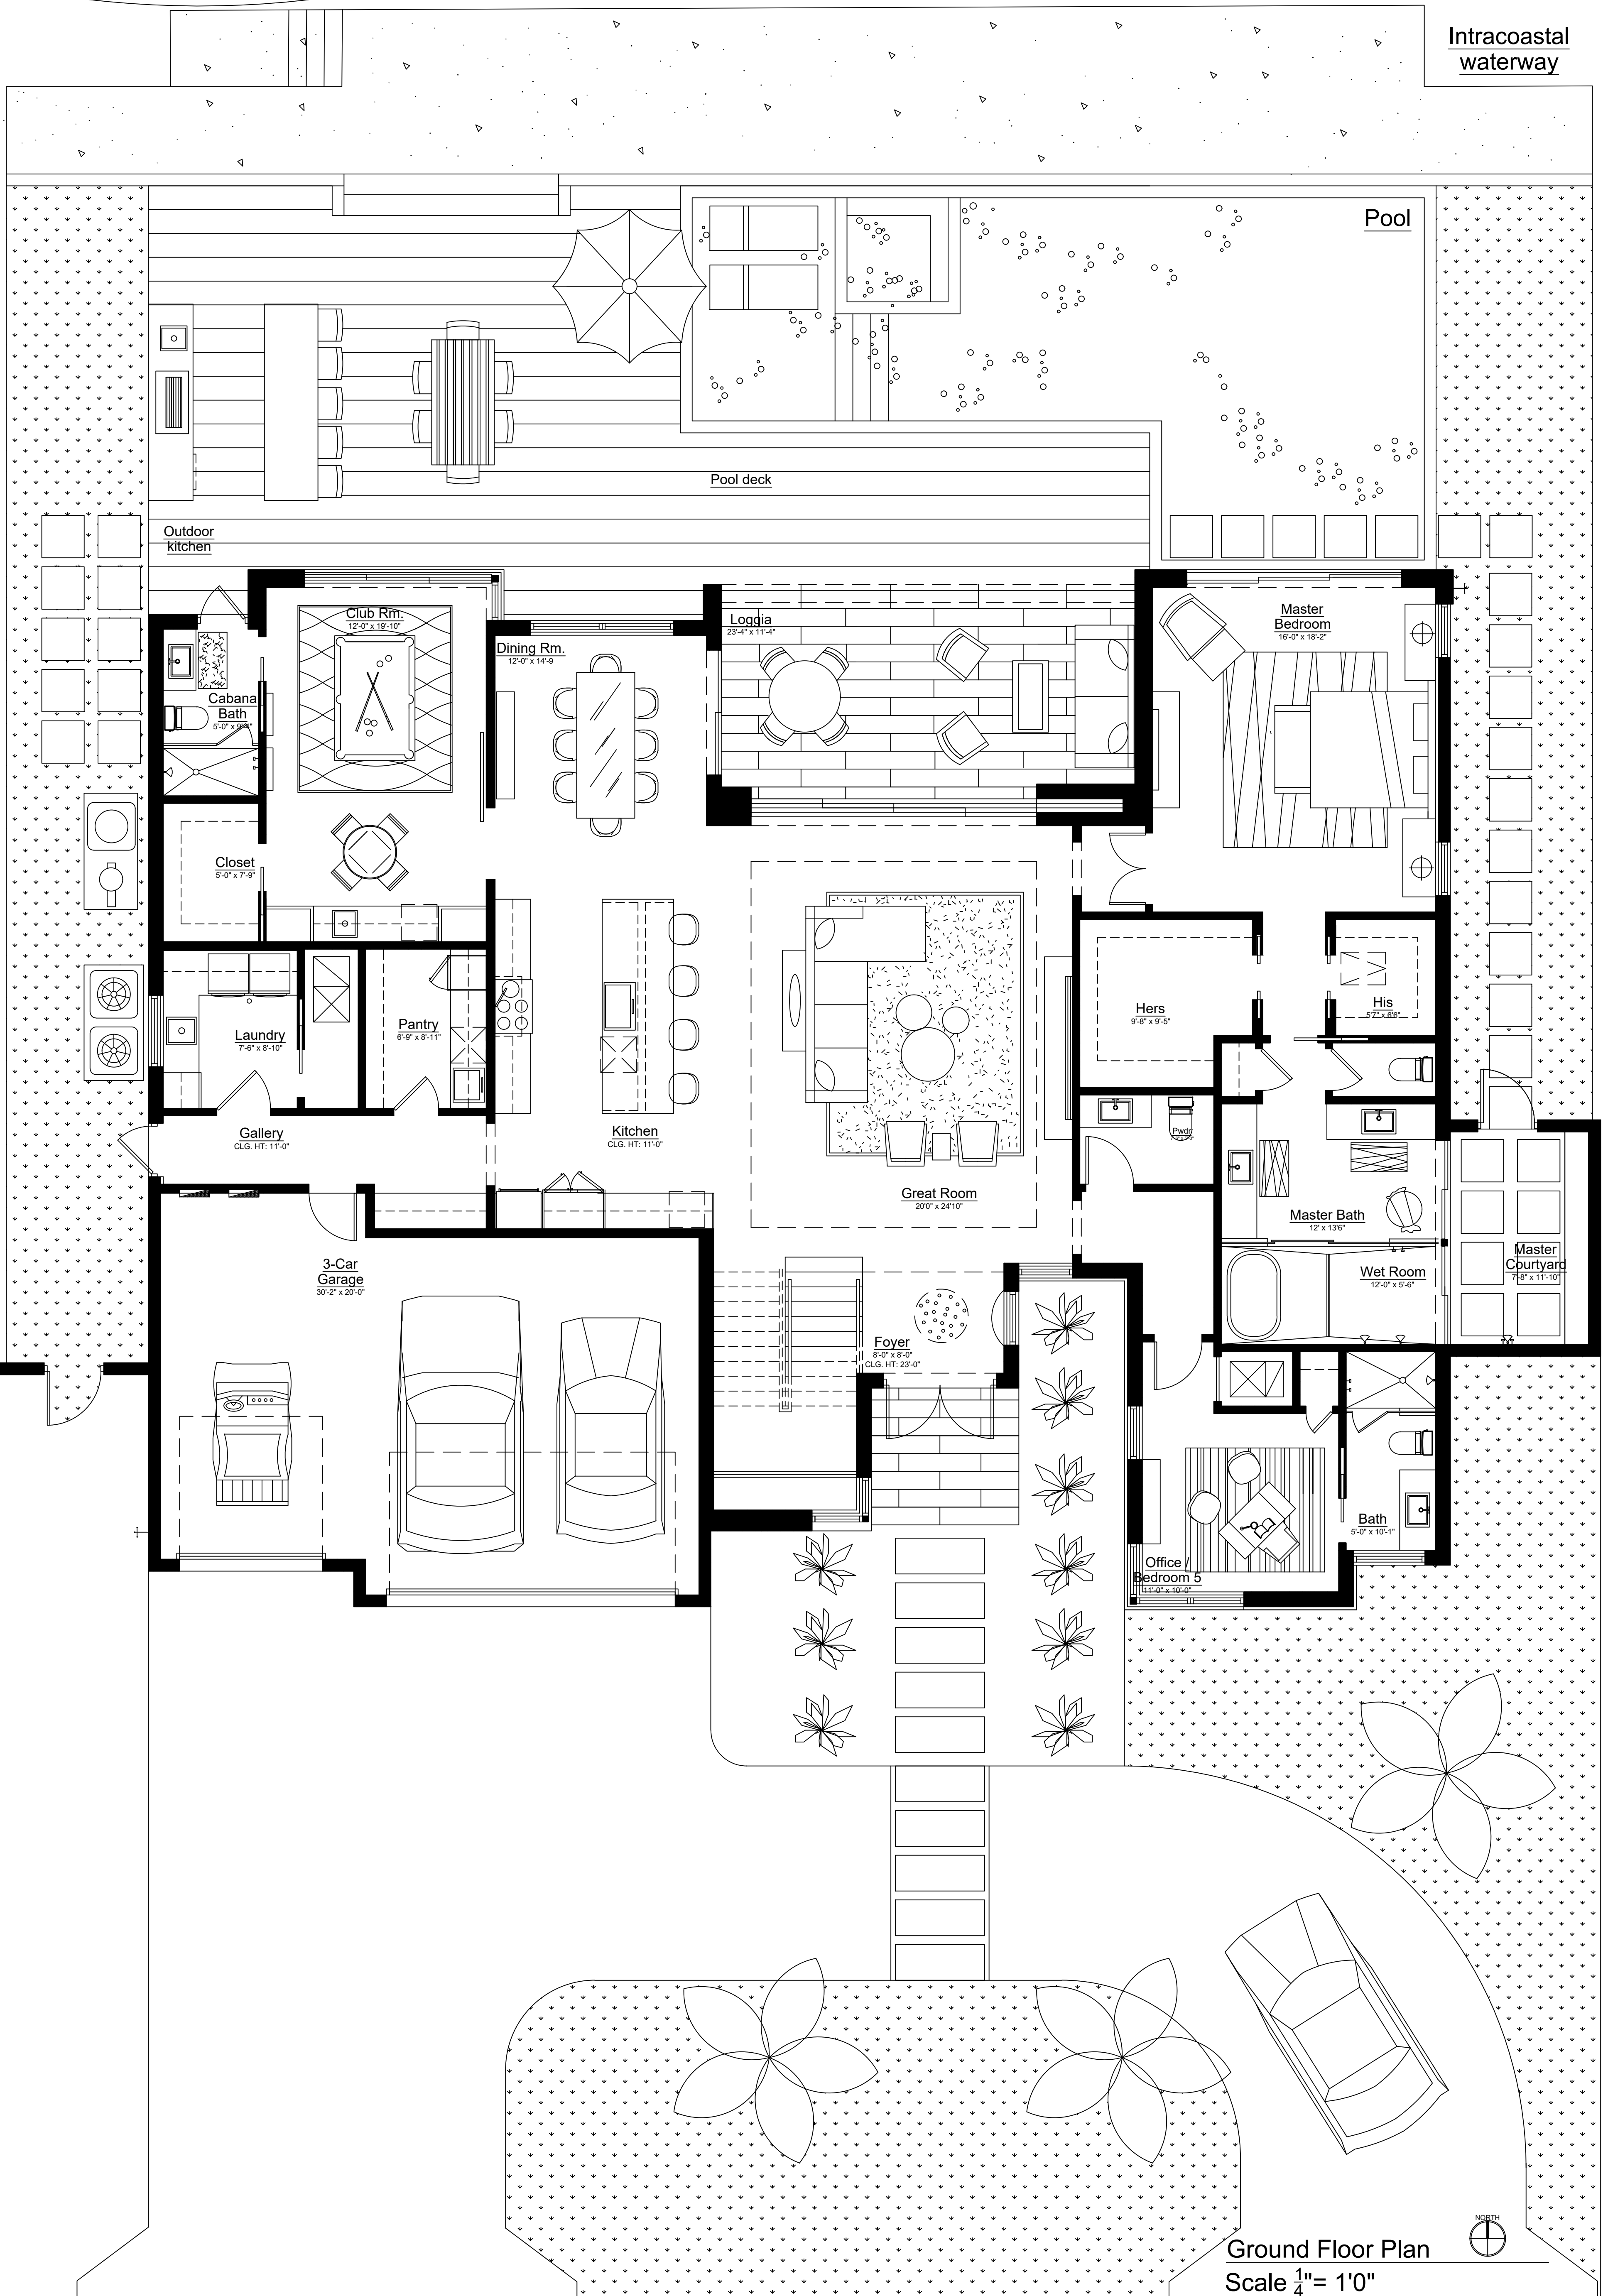 Intracoastal
waterway
Pool
Pool deck
Outdoor
kitchen
Club Rm.
12'-0" x 19'-10"
Dining Rm.
12'-0" x 14'-9
Loggia
23'-4" x 11'-4"
Master
Bedroom
16'-0" x 18'-2"
Cabana
Bath
Closet
5'-0" x 7'-9"
Laundry
7'-6" x 8'-10"
Pantry
6'-9" x 8'-11"
Hers
9'-8" x 9'-5"
His
5'7" x 6'6"
Gallery
CLG. HT: 11'-0"
Kitchen
CLG. HT: 11'-0"
Pwdr
Great Room
20'0" x 24'10"
Master Bath
12' x 13'6"
Wet Room
12'-0" x 5'-6"
Master
Courtyard
7'-8" x 11'-10"
3-Car
Garage
30'-2" x 20'-0"
Foyer
8'-0" x 8'-0"
CLG. HT: 23'-0"
Bath
5'-0" x 10'-1"
Office /
Bedroom 5
11'-0" x 10'-0"
NORTH
Ground Floor Plan
Scale 1/4"= 1'0"